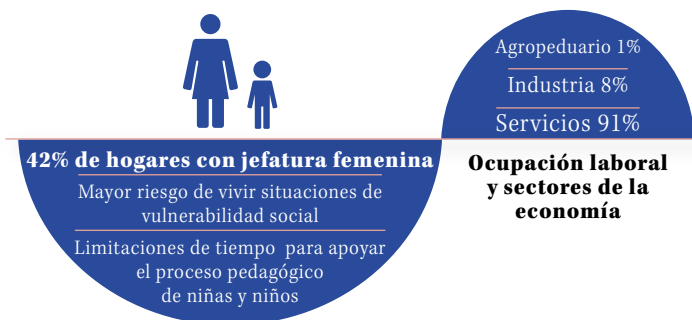 42% de hogares con jefatura femenina
Mayor riesgo de vivir situaciones de
vulnerabilidad social
Limitaciones de tiempo para apoyar
el proceso pedagógico
de niñas y niños
Agropeduario 1%
Industria 8%
Servicios 91%
Ocupación laboral
y sectores de la
economía